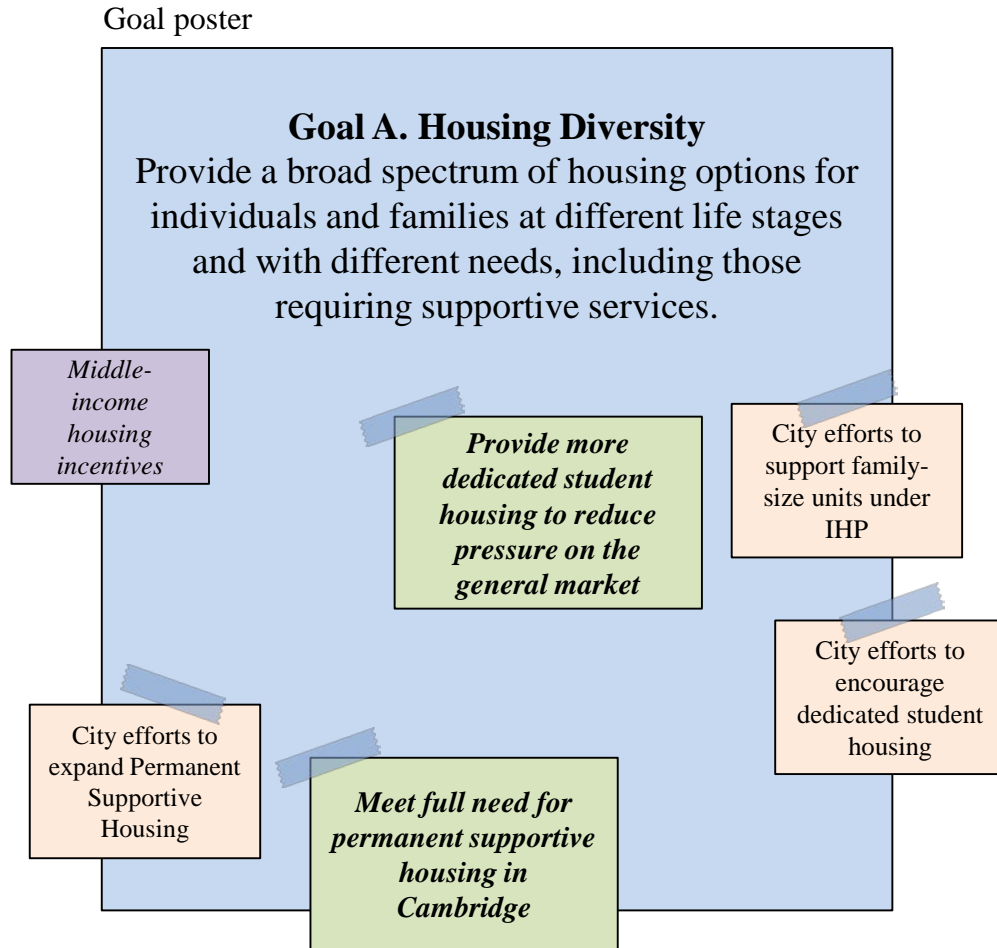 Goal poster
Goal A. Housing Diversity
Provide a broad spectrum of housing options for
individuals and families at different life stages
and with different needs, including those
requiring supportive services.
Middle-
income
housing
incentives
Provide more
dedicated student
housing to reduce
pressure on the
general market
City efforts to
support family-
size units under
IHP
City efforts to
encourage
dedicated student
housing
City efforts to
expand Permanent
Supportive
Housing
Meet full need for
permanent supportive
housing in
Cambridge